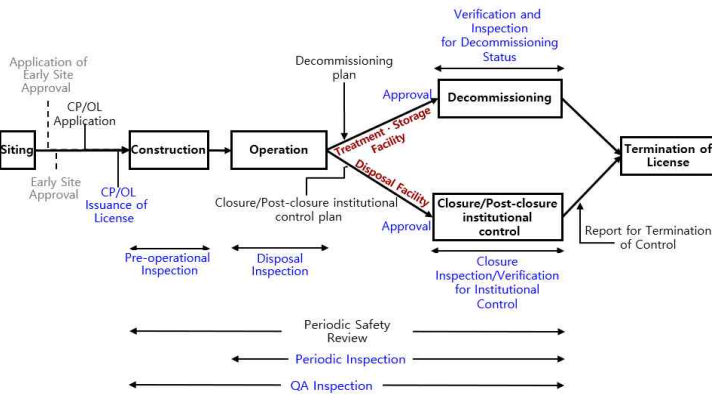 Verification and
Inspection
for Decommissioning
Status
Application of
Early Site
Approval
Decommissioning
plan
CP/OL
Application
Approval
Decommissioning
Treatment · Storage
Facility
Siting
Construction
Operation
Termination of
License
Disposal Facility
Early Site
Approval
CP/OL
Issuance of
License
Closure/Post-closure institutional
control plan
Approval
Closure/Post-closure
institutional
control
Report for Termination
of Control
Pre-operational
Inspection
Disposal
Inspection
Closure
Inspection/Verification
for Institutional
Control
Periodic Safety
Review
Periodic Inspection
QA Inspection